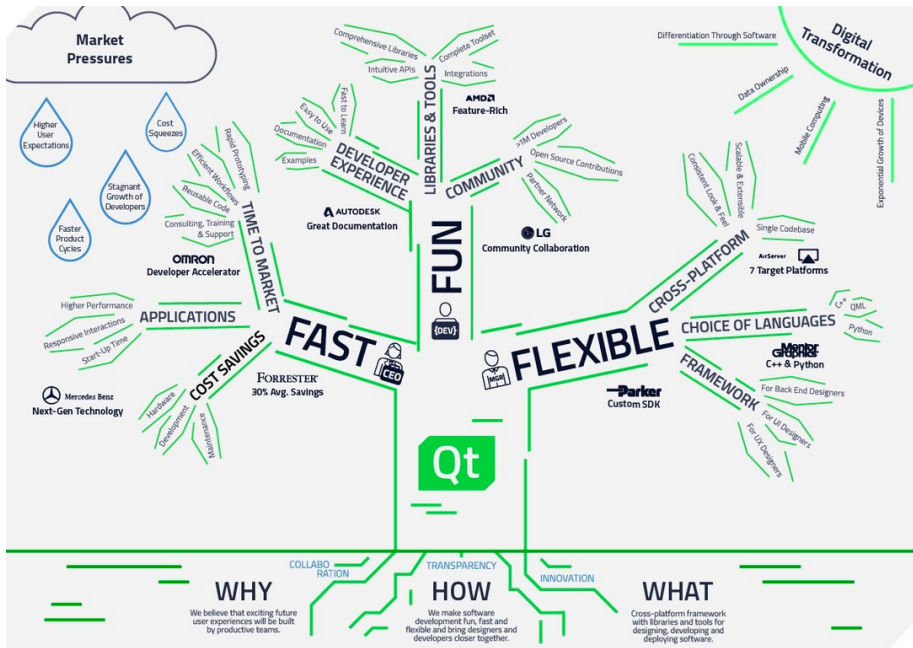 Market
Pressures
Higher
User
Expectations
Cost
Squeezes
Stagnant
Growth of
Developers
Faster
Product
Cycles
Digital
Transformation
Differentiation Through Software
Data Ownership
Mobile Computing
Exponential Growth of Devices
FUN
{DEV}
LIBRARIES & TOOLS
Comprehensive Libraries
Intuitive APIs
Complete Toolset
Integrations
AMD
Feature-Rich
DEVELOPER
EXPERIENCE
Fast to Learn
Easy to Use
Documentation
Examples
AUTODESK
Great Documentation
COMMUNITY
>1M Developers
Open Source Contributions
Partner Network
LG
Community Collaboration
FAST
CEO
TIME TO MARKET
Rapid Prototyping
Efficient Workflows
Reusable Code
Consulting, Training
& Support
OMRON
Developer Accelerator
APPLICATIONS
Higher Performance
Responsive Interactions
Start-Up Time
Mercedes Benz
Next-Gen Technology
COST SAVINGS
Hardware
Development
Maintenance
FORRESTER®
30% Avg. Savings
FLEXIBLE
MGR
CROSS-PLATFORM
Consistent Look & Feel
Scalable & Extensible
Single Codebase
AirServer
7 Target Platforms
CHOICE OF LANGUAGES
C++
QML
Python
Mentor
Graphics
C++ & Python
FRAMEWORK
For Back End Designers
For UI Designers
For UX Designers
Parker
Custom SDK
Qt
COLLABO
RATION
TRANSPARENCY
INNOVATION
WHY
We believe that exciting future
user experiences will be built
by productive teams.
HOW
We make software
development fun, fast and
flexible and bring designers and
developers closer together.
WHAT
Cross-platform framework
with libraries and tools for
designing, developing and
deploying software.